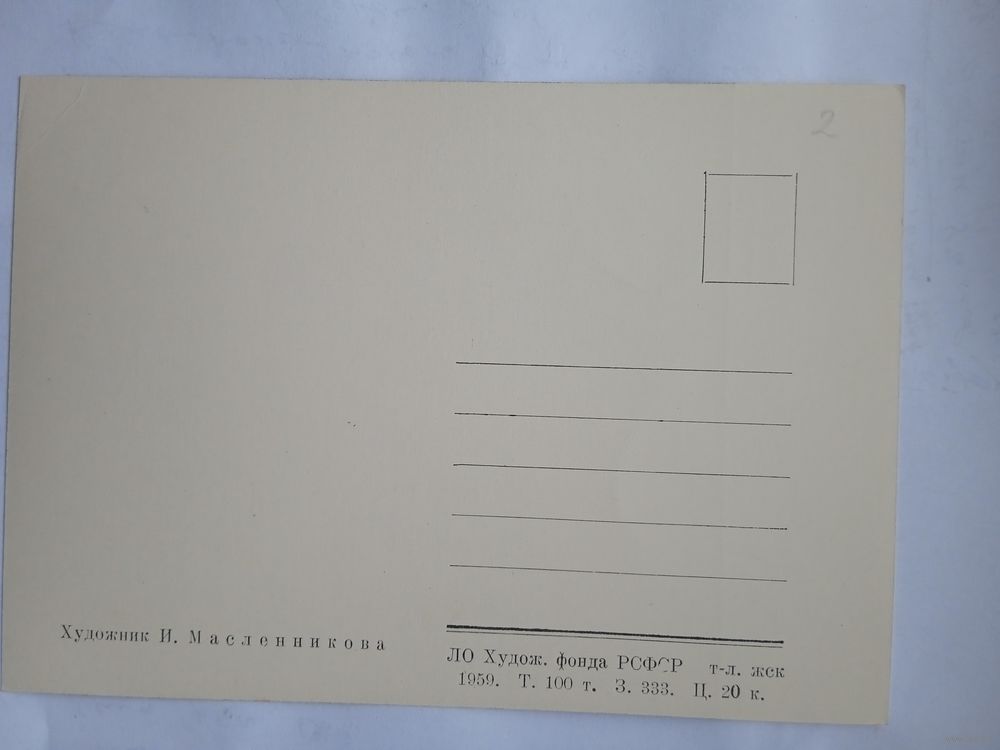 2
Художник И. Масленникова
ЛО Худож. фонда РСФСР т-л. жск
1959. Т. 100 т. З. 333. Ц. 20 к.